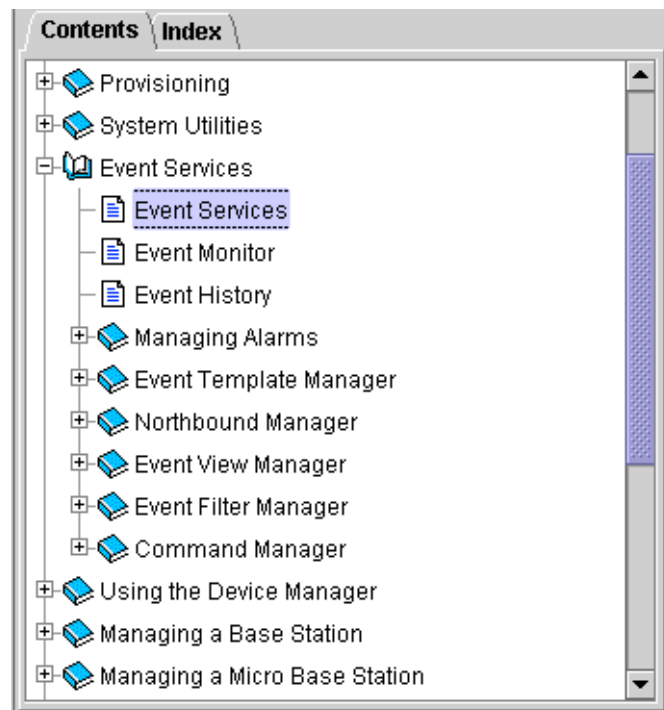 Contents Index
Provisioning
System Utilities
Event Services
Event Services
Event Monitor
Event History
Managing Alarms
Event Template Manager
Northbound Manager
Event View Manager
Event Filter Manager
Command Manager
Using the Device Manager
Managing a Base Station
Managing a Micro Base Station